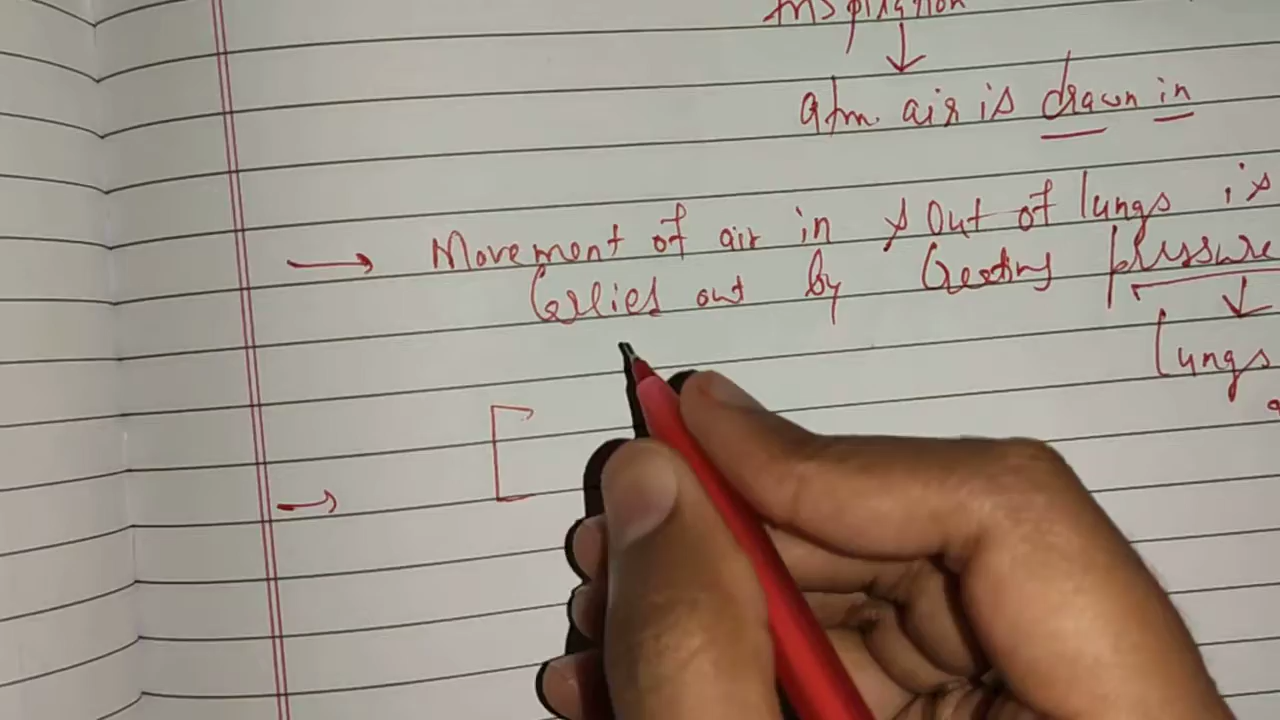 Inspiration
↓
atm. air is drawn in
→ Movement of air in & out of lungs is
Carries out by Creating pressure
↓
lungs
→ [